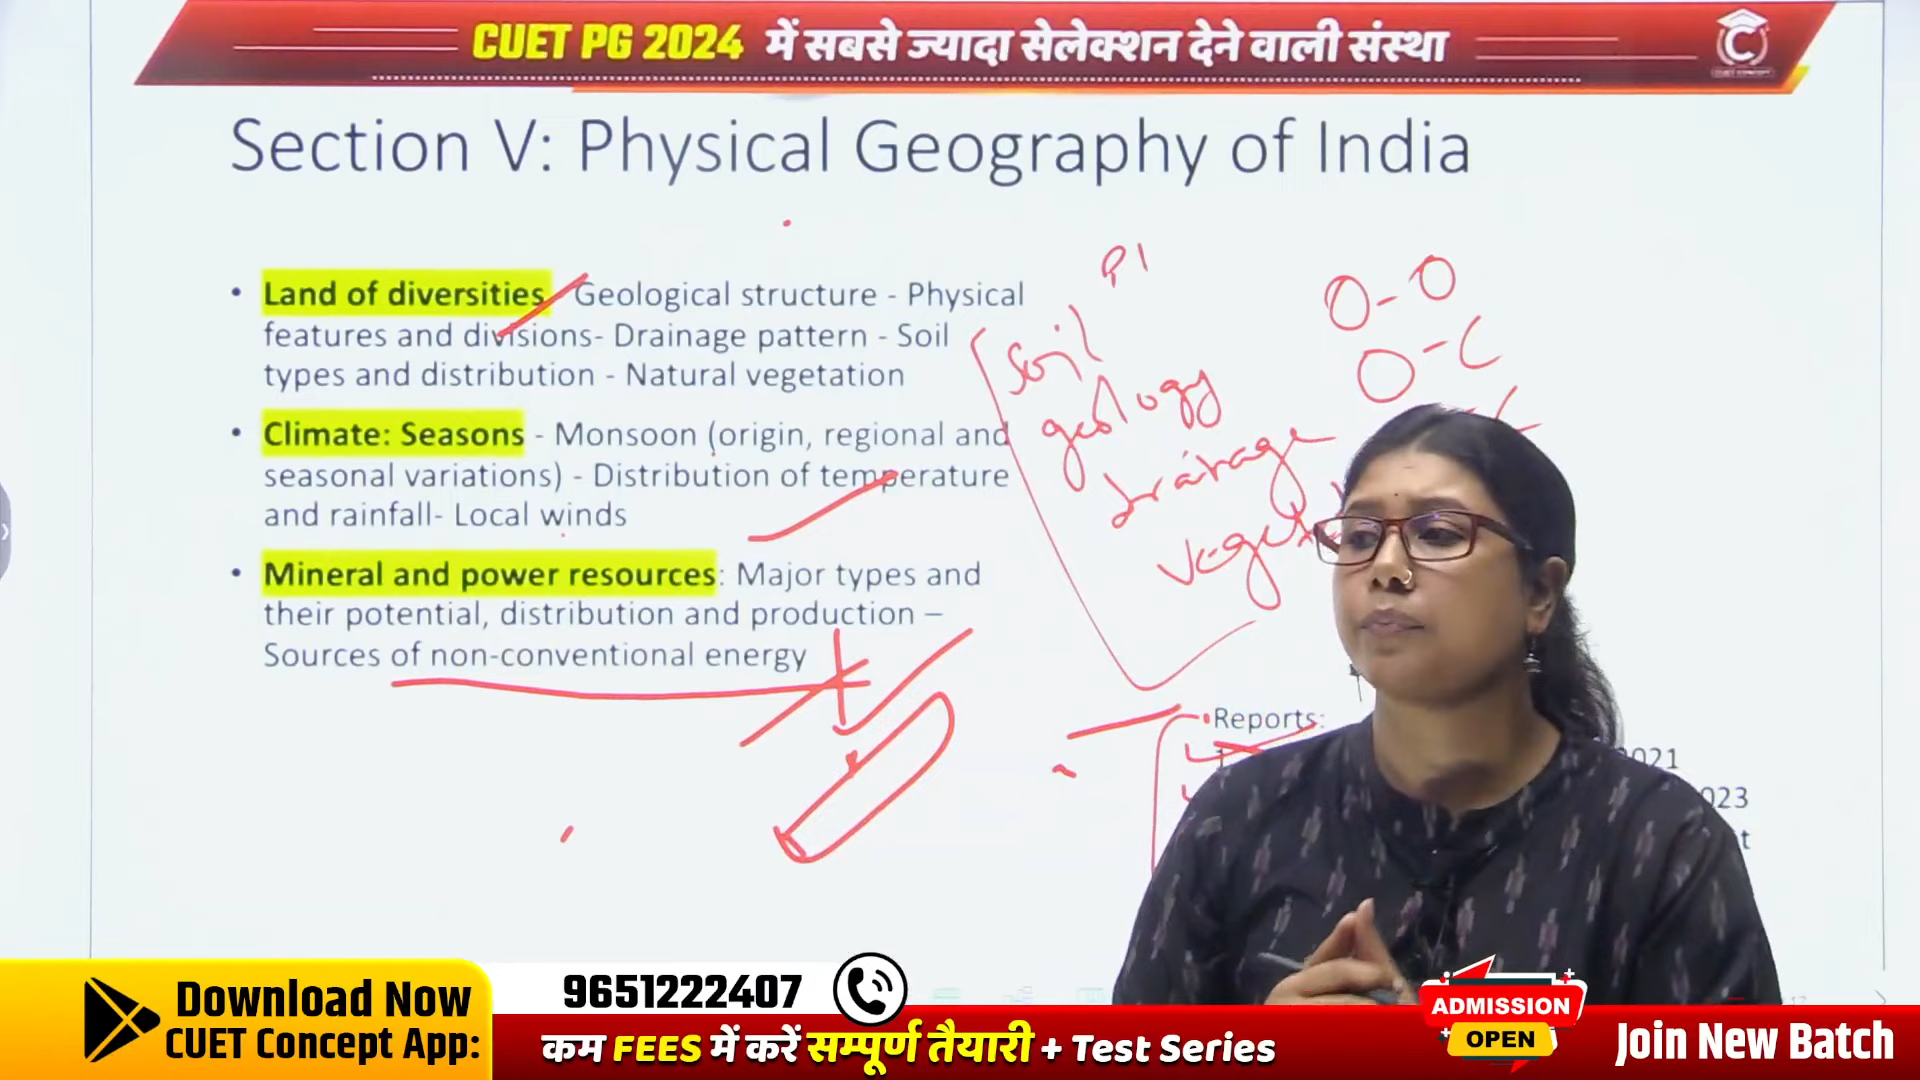 CUET PG 2024 में सबसे ज्यादा सेलेक्शन देने वाली संस्था
C
Section V: Physical Geography of India
• Land of diversities - Geological structure - Physical
features and divisions- Drainage pattern - Soil
types and distribution - Natural vegetation
• Climate: Seasons - Monsoon (origin, regional and
seasonal variations) - Distribution of temperature
and rainfall- Local winds
• Mineral and power resources: Major types and
their potential, distribution and production –
Sources of non-conventional energy
Soil
geology
drainage
O-O
O-C
• Reports:
2021
Download Now
CUET Concept App:
9651222407
कम FEES में करें सम्पूर्ण तैयारी + Test Series
ADMISSION
OPEN
Join New Batch